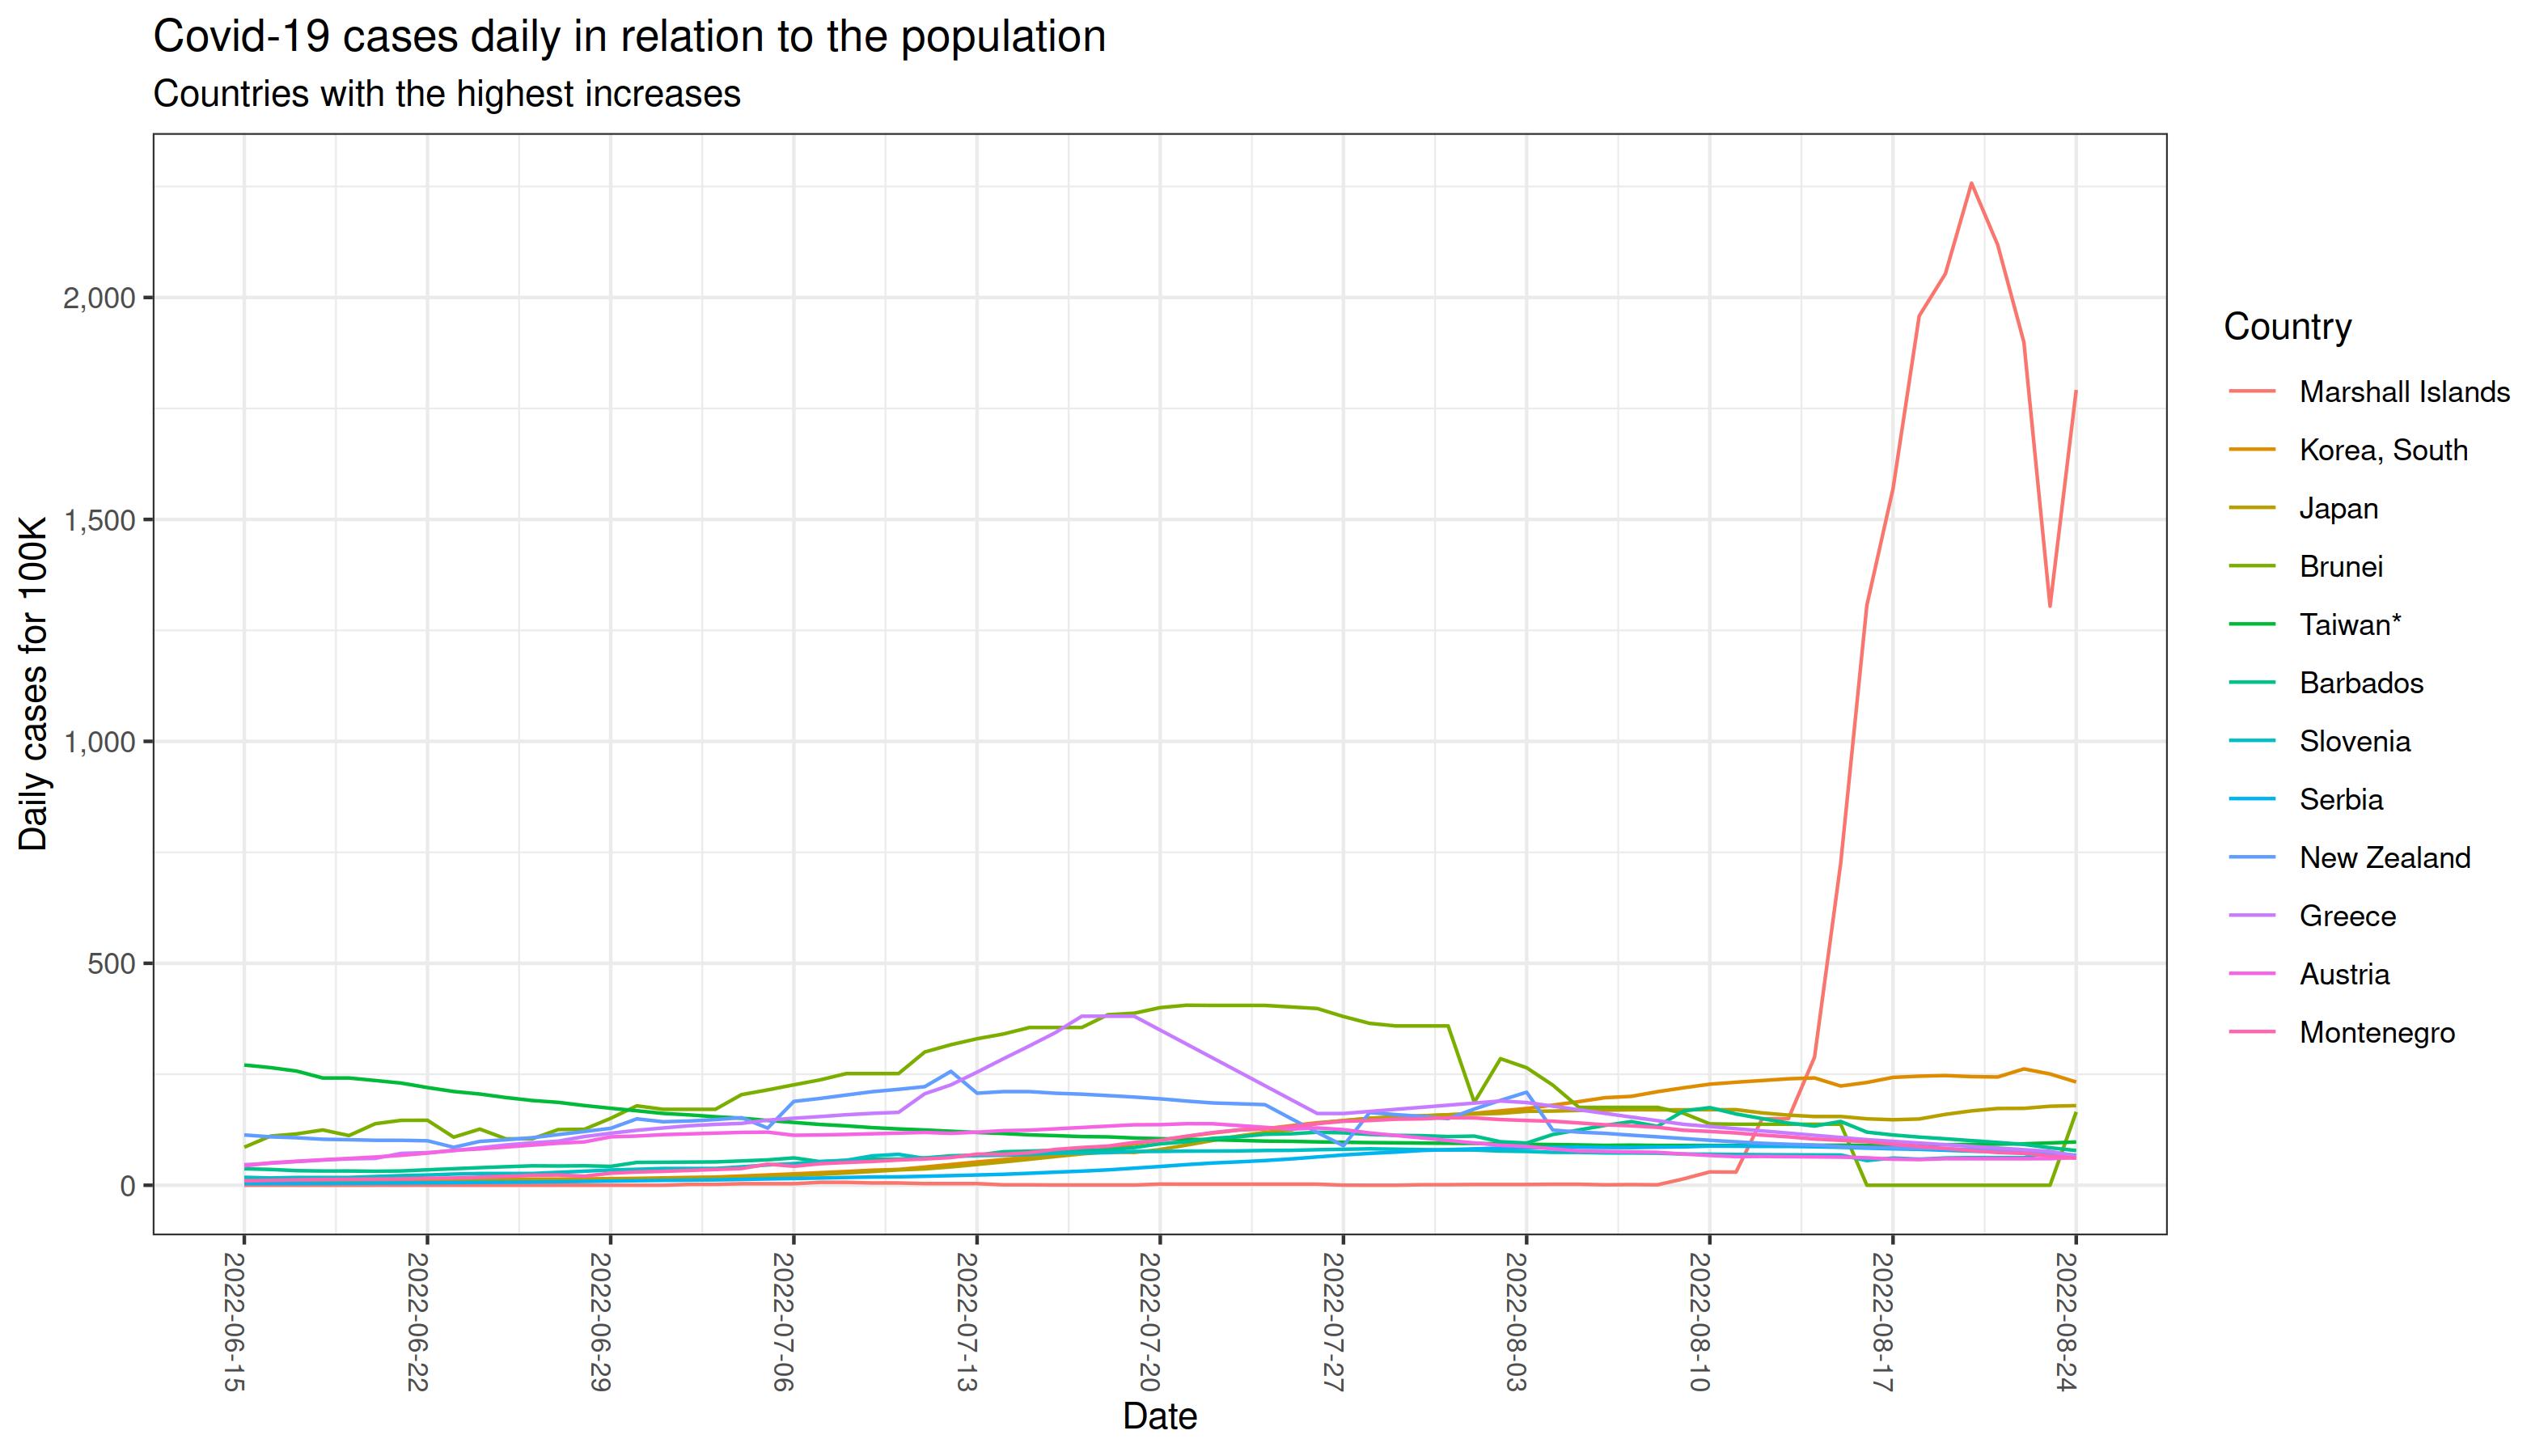 Covid-19 cases daily in relation to the population
Countries with the highest increases
Daily cases for 100K
2,000
1,500
1,000
500
0
2022-06-15
2022-06-22
2022-06-29
2022-07-06
2022-07-13
2022-07-20
2022-07-27
2022-08-03
2022-08-10
2022-08-17
2022-08-24
Date
Country
Marshall Islands
Korea, South
Japan
Brunei
Taiwan*
Barbados
Slovenia
Serbia
New Zealand
Greece
Austria
Montenegro